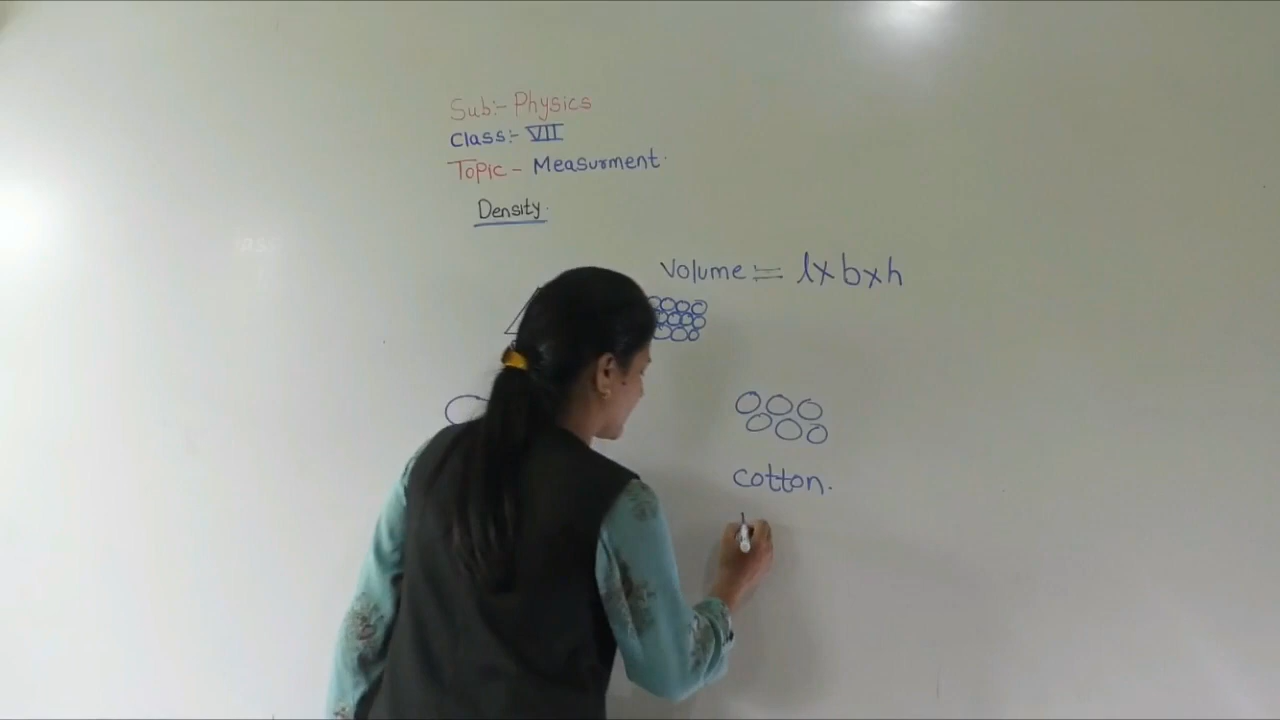 Sub:- Physics
Class:- VII
Topic - Measurment.
Density.
Volume = l×b×h
cotton.